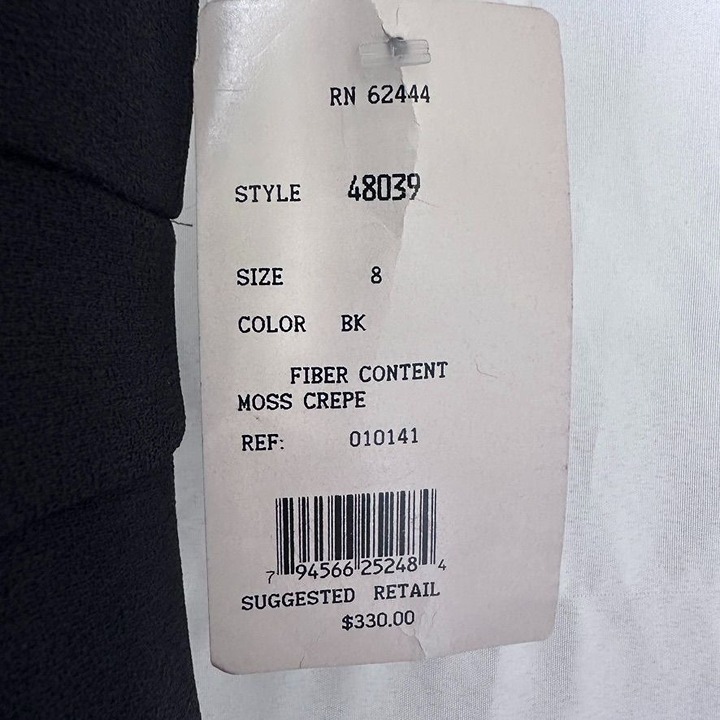 RN 62444
STYLE 48039
SIZE 8
COLOR BK
FIBER CONTENT
MOSS CREPE
REF: 010141
7 94566 25248 4
SUGGESTED RETAIL
$330.00